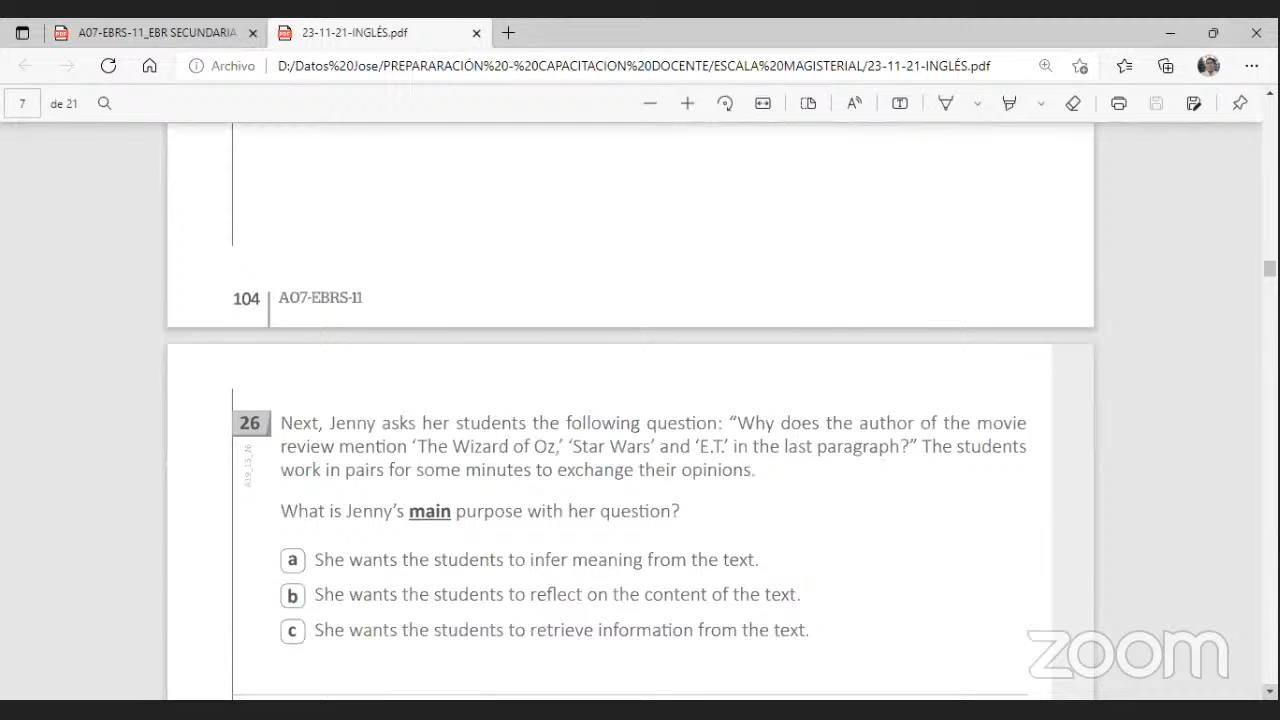 A07-EBRS-11_EBR SECUNDARIA
23-11-21-INGLÉS.pdf
Archivo
D:/Datos%20Jose/PREPARARACIÓN%20-%20CAPACITACION%20DOCENTE/ESCALA%20MAGISTERIAL/23-11-21-INGLÉS.pdf
7 de 21
104 A07-EBRS-11
26 Next, Jenny asks her students the following question: “Why does the author of the movie
review mention ‘The Wizard of Oz,’ ‘Star Wars’ and ‘E.T.’ in the last paragraph?” The students
work in pairs for some minutes to exchange their opinions.
A19_15_26
What is Jenny’s main purpose with her question?
a She wants the students to infer meaning from the text.
b She wants the students to reflect on the content of the text.
c She wants the students to retrieve information from the text.
zoom